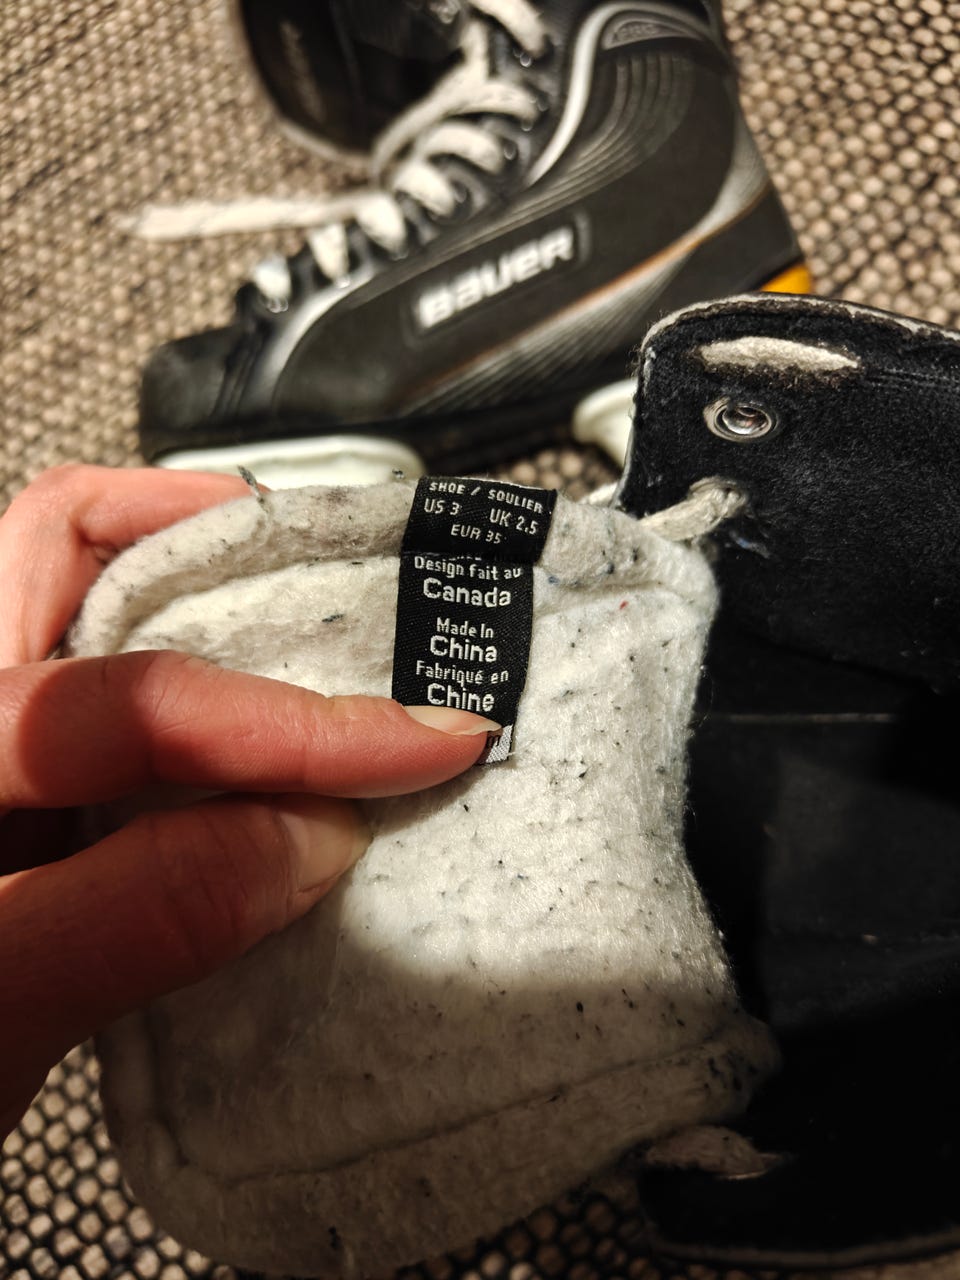 BAUER
SHOE / SOULIER
US 3 UK 2.5
EUR 35
Design fait au
Canada
Made In
China
Fabriqué en
Chine